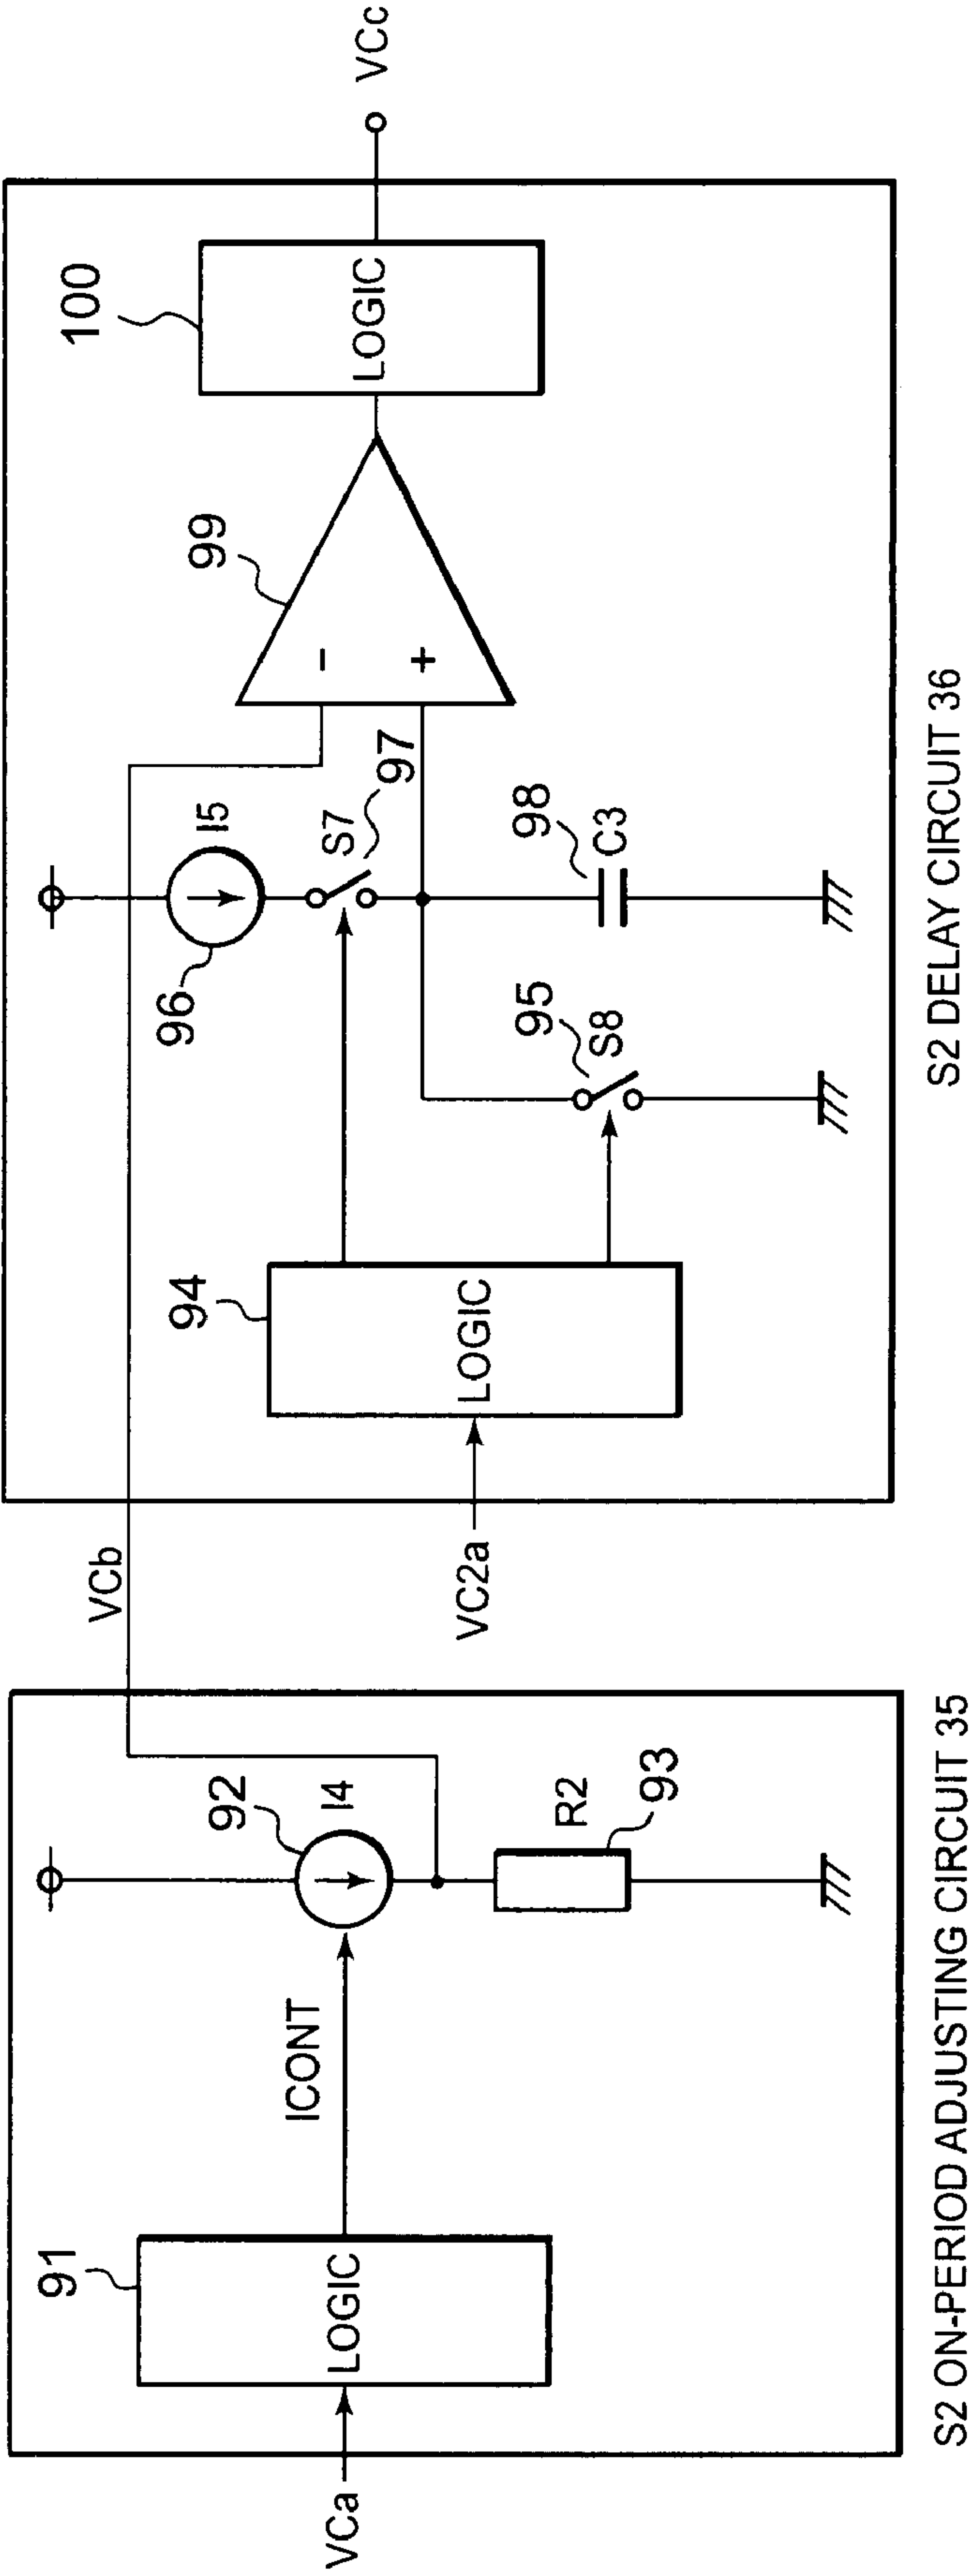 VCa
91
LOGIC
ICONT
92
I4
R2
93
S2 ON-PERIOD ADJUSTING CIRCUIT 35
VCb
VC2a
94
LOGIC
96
I5
S7
97
95
S8
98
C3
99
−
+
100
LOGIC
VCc
S2 DELAY CIRCUIT 36